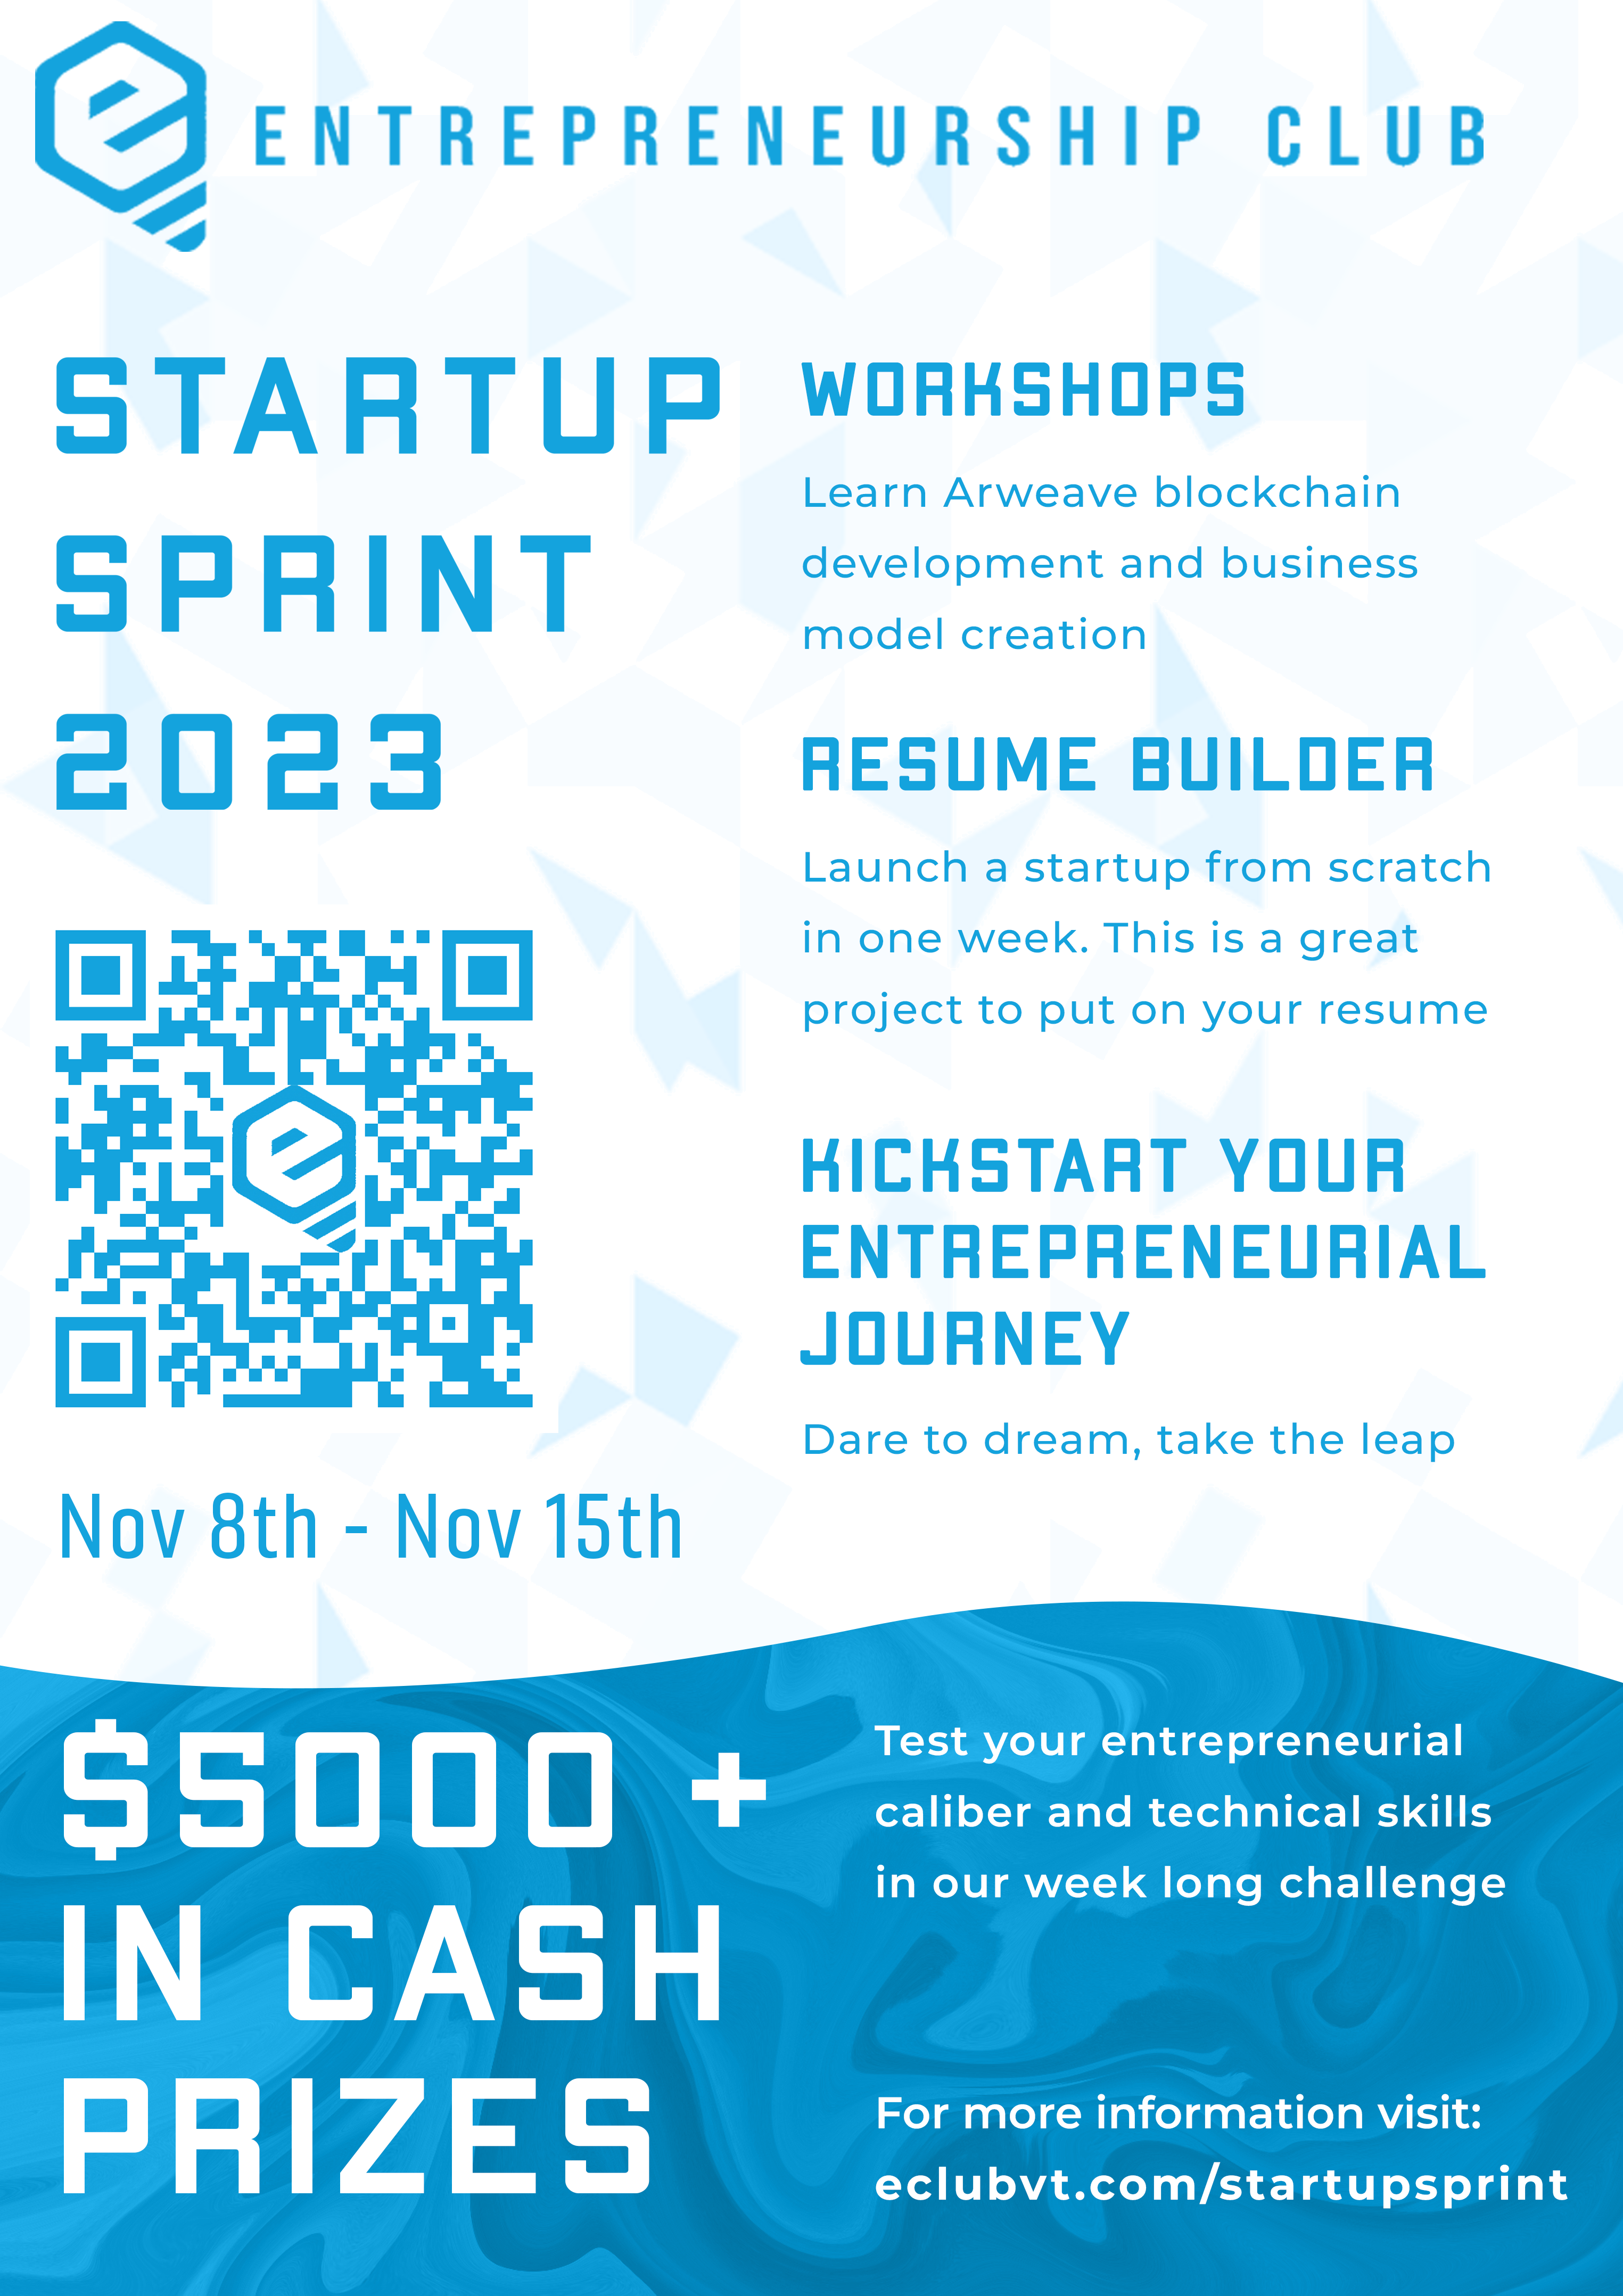 ENTREPRENEURSHIP CLUB
STARTUP
SPRINT
2023
Nov 8th - Nov 15th
WORKSHOPS
Learn Arweave blockchain
development and business
model creation
RESUME BUILDER
Launch a startup from scratch
in one week. This is a great
project to put on your resume
KICKSTART YOUR
ENTREPRENEURIAL
JOURNEY
Dare to dream, take the leap
$5000 +
IN CASH
PRIZES
Test your entrepreneurial
caliber and technical skills
in our week long challenge
For more information visit:
eclubvt.com/startupsprint